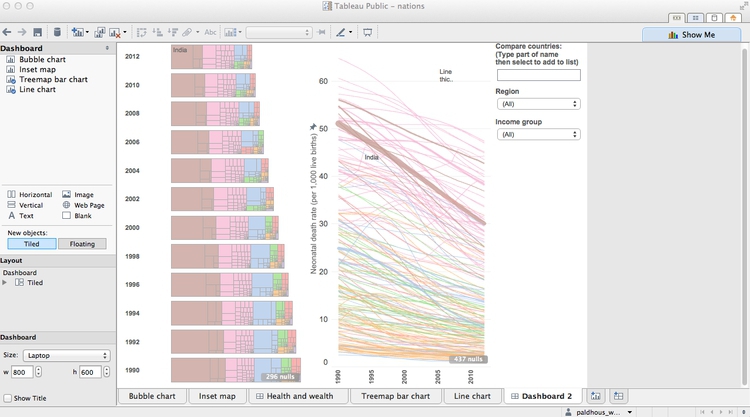 Tableau Public - nations
Show Me
Abc
Dashboard
Bubble chart
Inset map
Treemap bar chart
Line chart
Horizontal
Image
Vertical
Web Page
Text
Blank
New objects:
Tiled
Floating
Layout
Dashboard
Tiled
Dashboard
Size:
Laptop
w
800
h
600
Show Title
2012
2010
2008
2006
2004
2002
2000
1998
1996
1994
1992
1990
India
296 nulls
Neonatal death rate (per 1,000 live births)
60
50
40
30
20
10
0
Line
thic..
India
437 nulls
1990
1995
2000
2005
2010
Compare countries:
(Type part of name
then select to add to list)
Region
(All)
Income group
(All)
Bubble chart
Inset map
Health and wealth
Treemap bar chart
Line chart
Dashboard 2
paldhous_w...